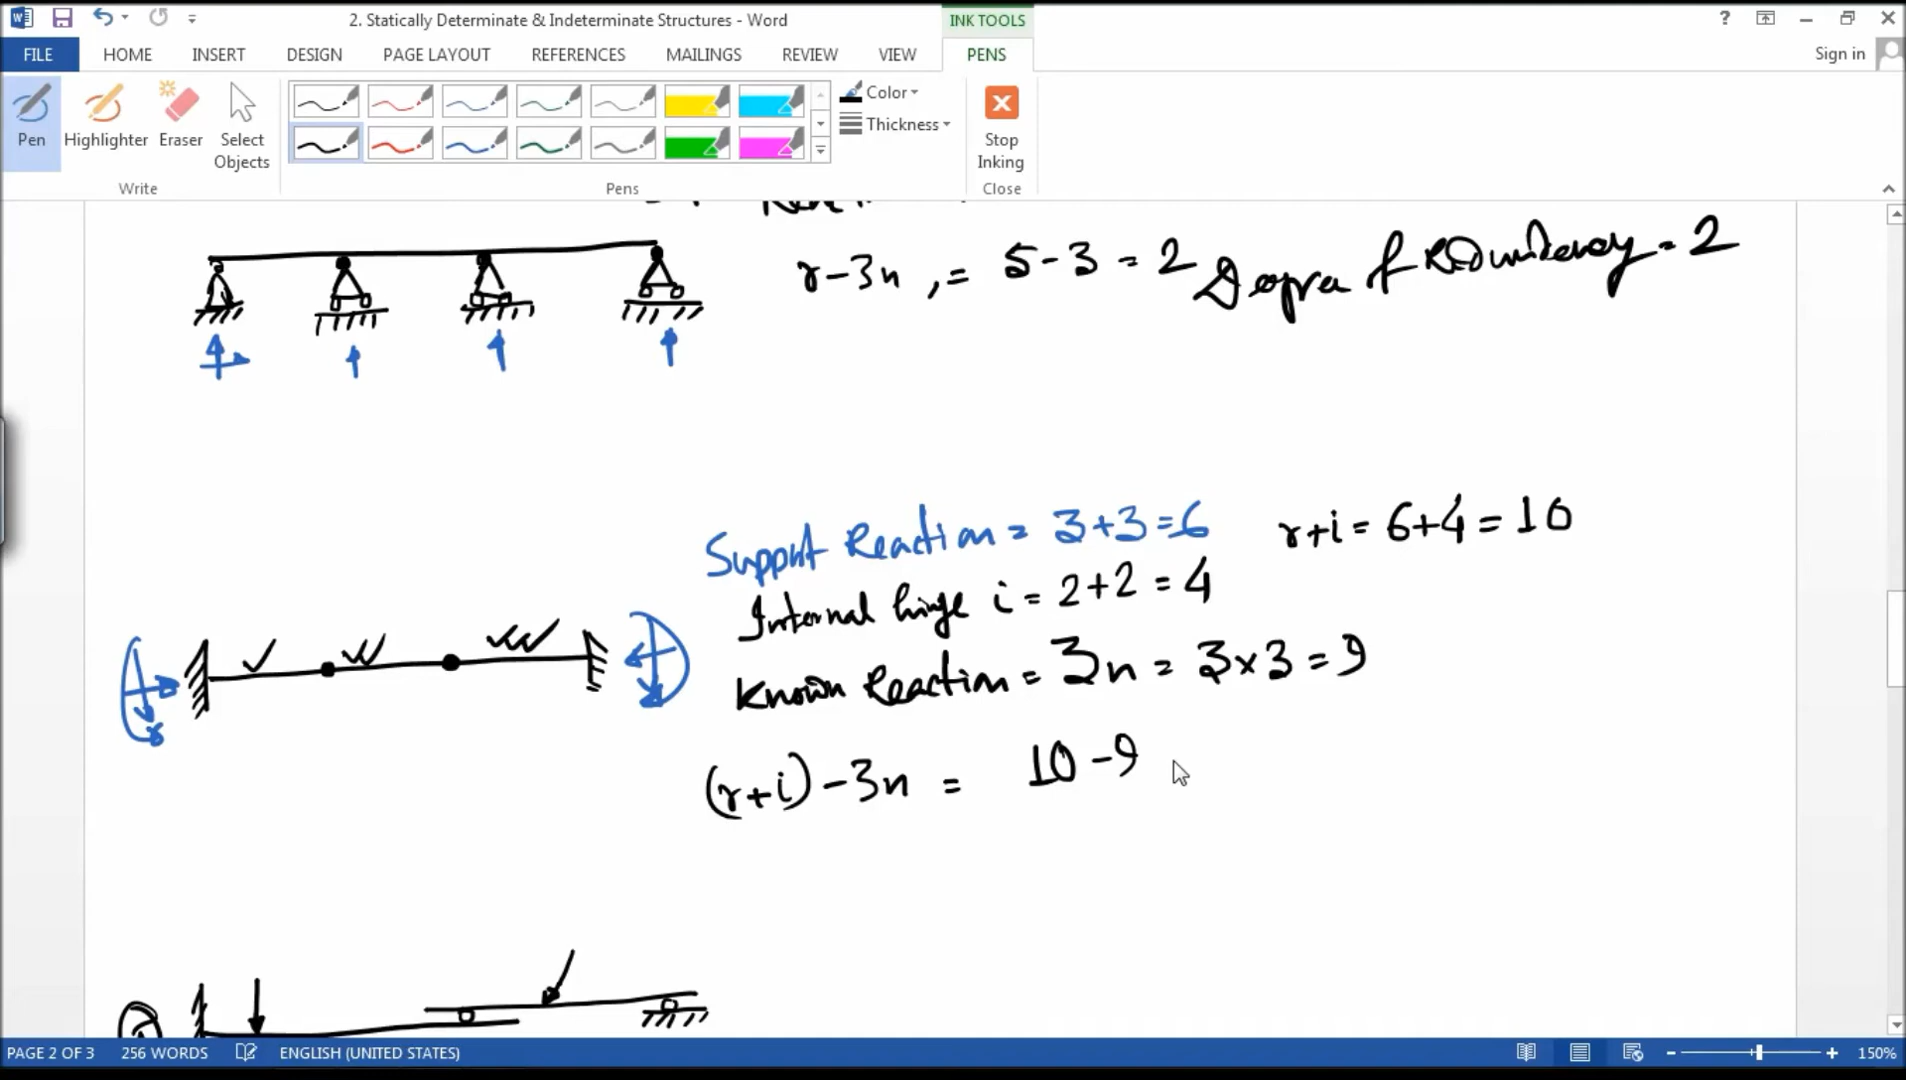 2. Statically Determinate & Indeterminate Structures - Word
INK TOOLS
FILE HOME INSERT DESIGN PAGE LAYOUT REFERENCES MAILINGS REVIEW VIEW PENS
Sign in
Pen Highlighter Eraser Select Objects
Color
Thickness
Stop Inking
Write Pens Close
r-3n, = 5-3 = 2
= 2
Support Reaction = 3+3=6 r+i = 6+4 = 10
Internal hinge i = 2+2 = 4
Known Reaction = 3n = 3×3 = 9
(r+i) -3n = 10 -9
PAGE 2 OF 3 256 WORDS ENGLISH (UNITED STATES) 150%